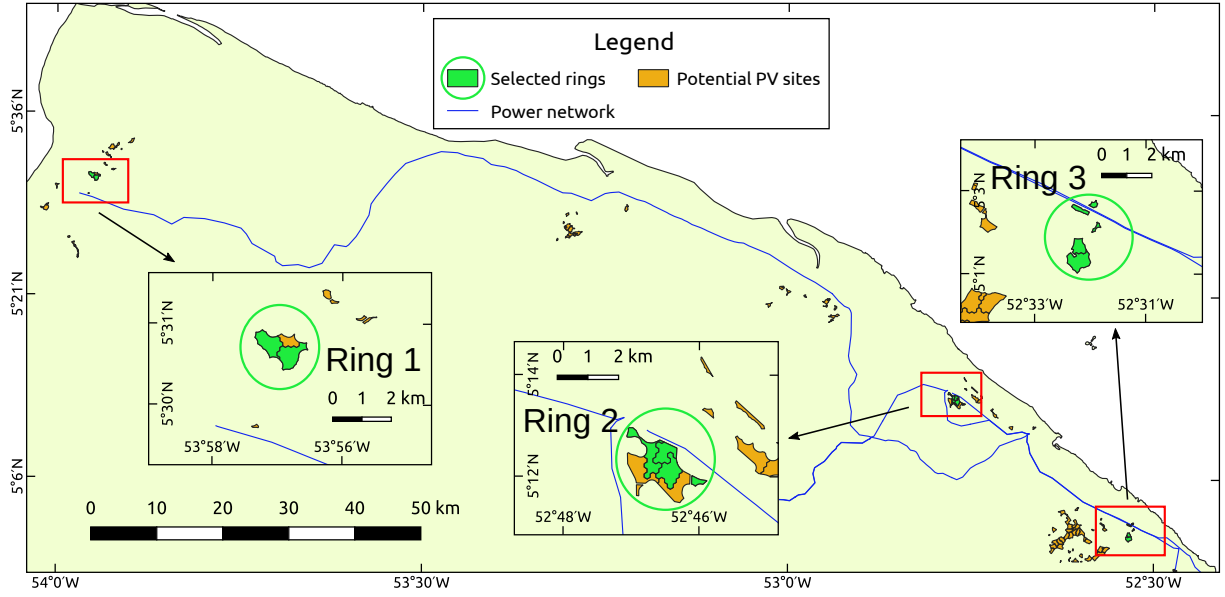 Legend
Selected rings
Potential PV sites
Power network
5°36′N
5°21′N
5°6′N
54°0′W
53°30′W
53°0′W
52°30′W
0 10 20 30 40 50 km
Ring 1
0 1 2 km
5°31′N
5°30′N
53°58′W
53°56′W
Ring 2
0 1 2 km
5°14′N
5°12′N
52°48′W
52°46′W
Ring 3
0 1 2 km
5°3′N
5°1′N
52°33′W
52°31′W